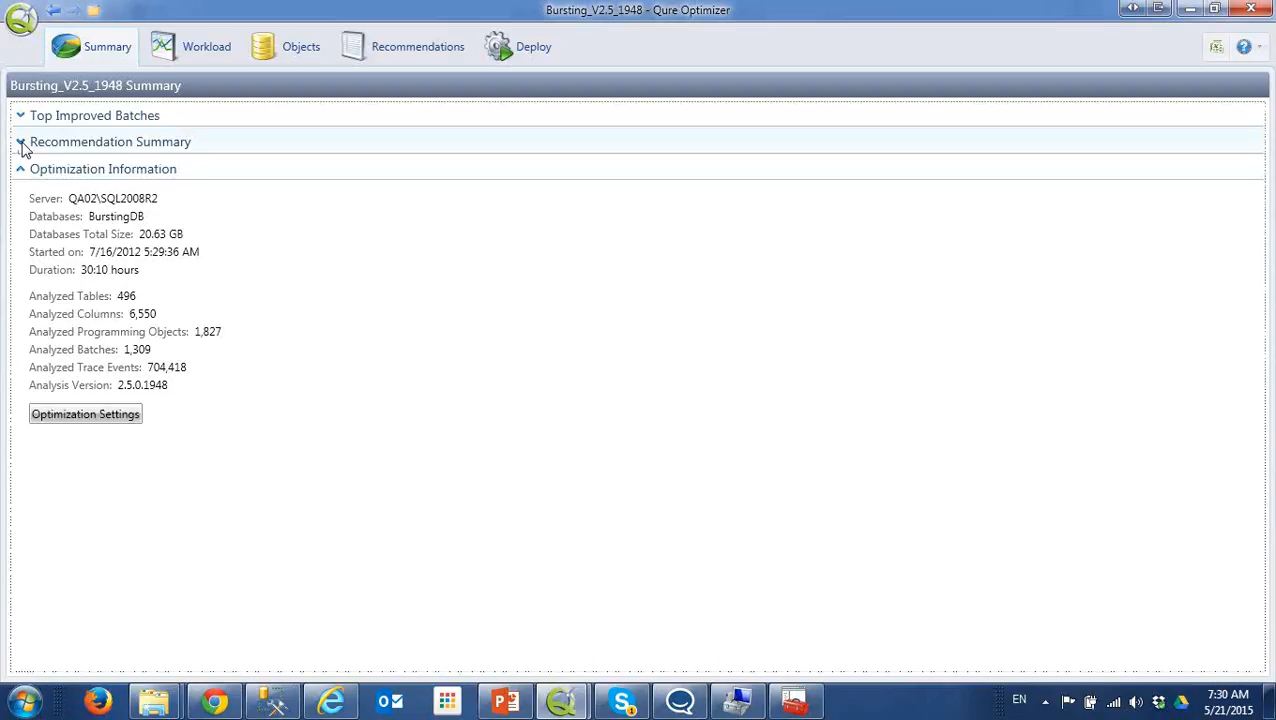 Bursting_V2.5_1948 - Qure Optimizer
Summary Workload Objects Recommendations Deploy
Bursting_V2.5_1948 Summary
Top Improved Batches
Recommendation Summary
Optimization Information
Server: QA02\SQL2008R2
Databases: BurstingDB
Databases Total Size: 20.63 GB
Started on: 7/16/2012 5:29:36 AM
Duration: 30:10 hours
Analyzed Tables: 496
Analyzed Columns: 6,550
Analyzed Programming Objects: 1,827
Analyzed Batches: 1,309
Analyzed Trace Events: 704,418
Analysis Version: 2.5.0.1948
Optimization Settings
EN 7:30 AM
5/21/2015